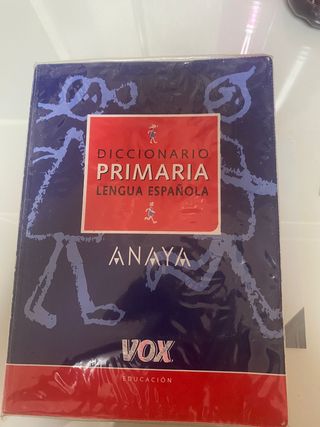 DICCIONARIO
PRIMARIA
LENGUA ESPAÑOLA
ANAYA
VOX
EDUCACIÓN